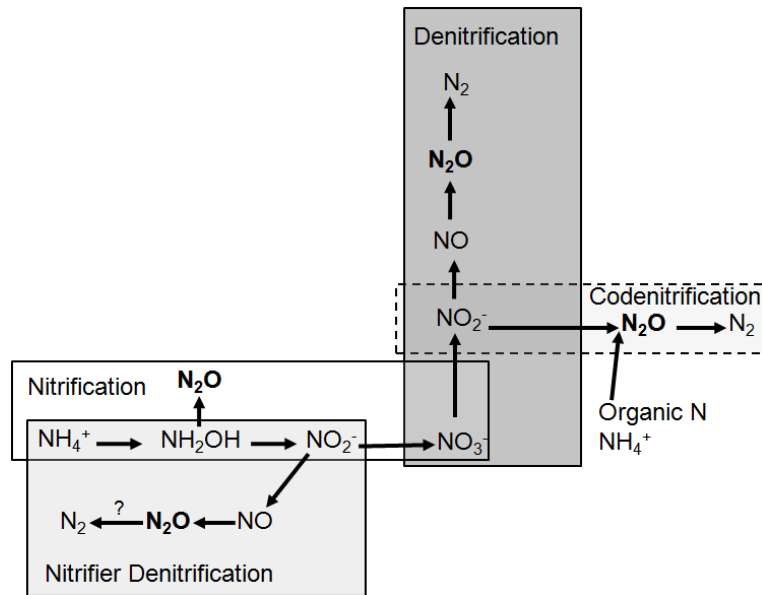 Denitrification
N₂
N₂O
NO
Codenitrification
NO₂⁻ N₂O N₂
Nitrification N₂O
Organic N
NH₄⁺ NH₂OH NO₂⁻ NO₃⁻ NH₄⁺
?
N₂ N₂O NO
Nitrifier Denitrification